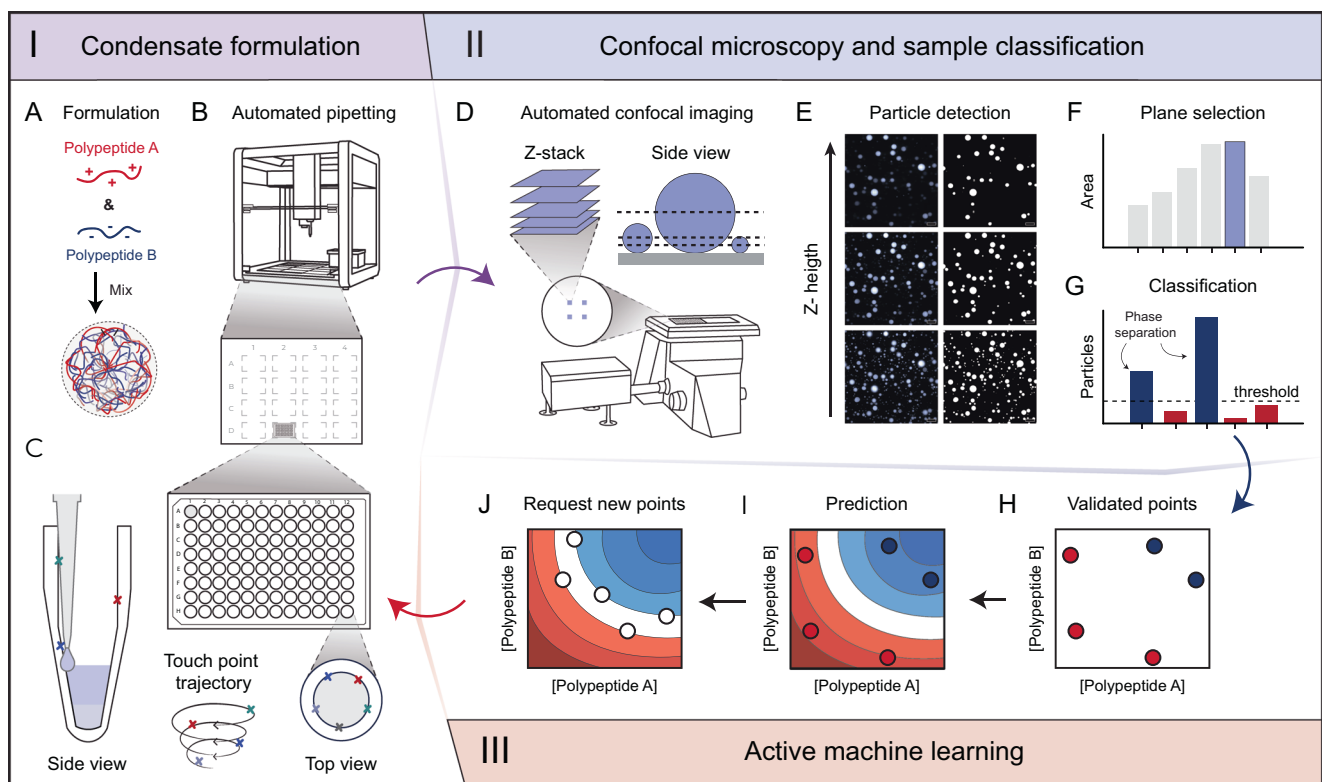 I Condensate formulation
II Confocal microscopy and sample classification
A Formulation
Polypeptide A
+ + +
&
- - -
Polypeptide B
Mix
B Automated pipetting
1 2 3 4
A
B
C
D
C
1 2 3 4 5 6 7 8 9 10 11 12
A
B
C
D
E
F
G
H
Side view
Touch point
trajectory
Top view
D Automated confocal imaging
Z-stack
Side view
E Particle detection
Z- heigth
F Plane selection
Area
G Classification
Phase
separation
threshold
Particles
H Validated points
[Polypeptide B]
[Polypeptide A]
I Prediction
[Polypeptide B]
[Polypeptide A]
J Request new points
[Polypeptide B]
[Polypeptide A]
III Active machine learning